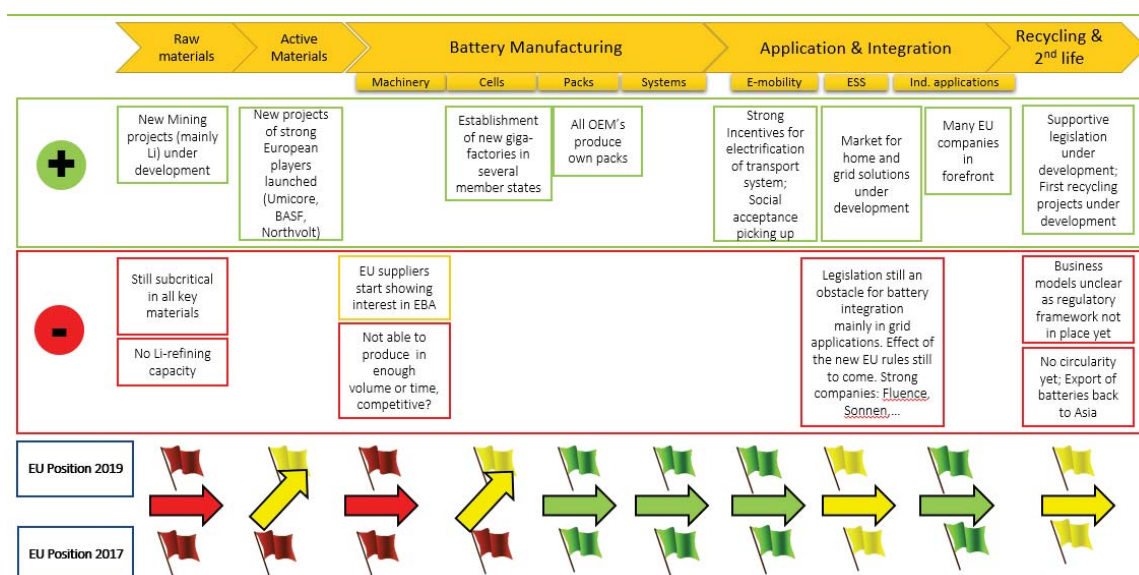 Raw
materials
Active
Materials
Battery Manufacturing
Application & Integration
Recycling &
2nd life
Machinery
Cells
Packs
Systems
E-mobility
ESS
Ind. applications
+
New Mining
projects (mainly
Li) under
development
New projects
of strong
European
players
launched
(Umicore,
BASF,
Northvolt)
Establishment
of new giga-
factories in
several
member states
All OEM's
produce
own packs
Strong
Incentives for
electrification
of transport
system;
Social
acceptance
picking up
Market for
home and
grid solutions
under
development
Many EU
companies
in
forefront
Supportive
legislation
under
development;
First recycling
projects under
development
-
Still subcritical
in all key
materials
No Li-refining
capacity
EU suppliers
start showing
interest in EBA
Not able to
produce in
enough
volume or time,
competitive?
Legislation still an
obstacle for battery
integration
mainly in grid
applications. Effect of
the new EU rules still
to come. Strong
companies: Fluence,
Sonnen,...
Business
models unclear
as regulatory
framework not
in place yet
No circularity
yet; Export of
batteries back
to Asia
EU Position 2019
EU Position 2017